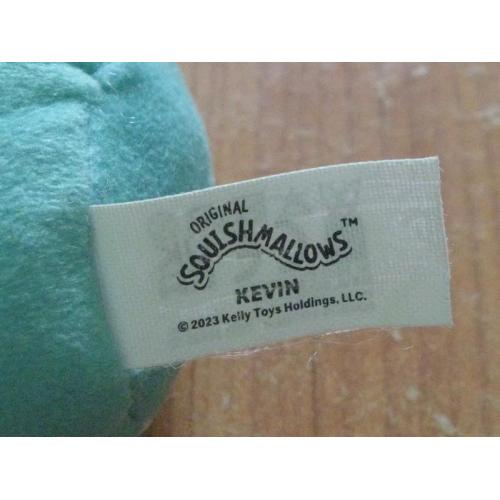 ORIGINAL
SQUISHMALLOWS™
KEVIN
© 2023 Kelly Toys Holdings, LLC.